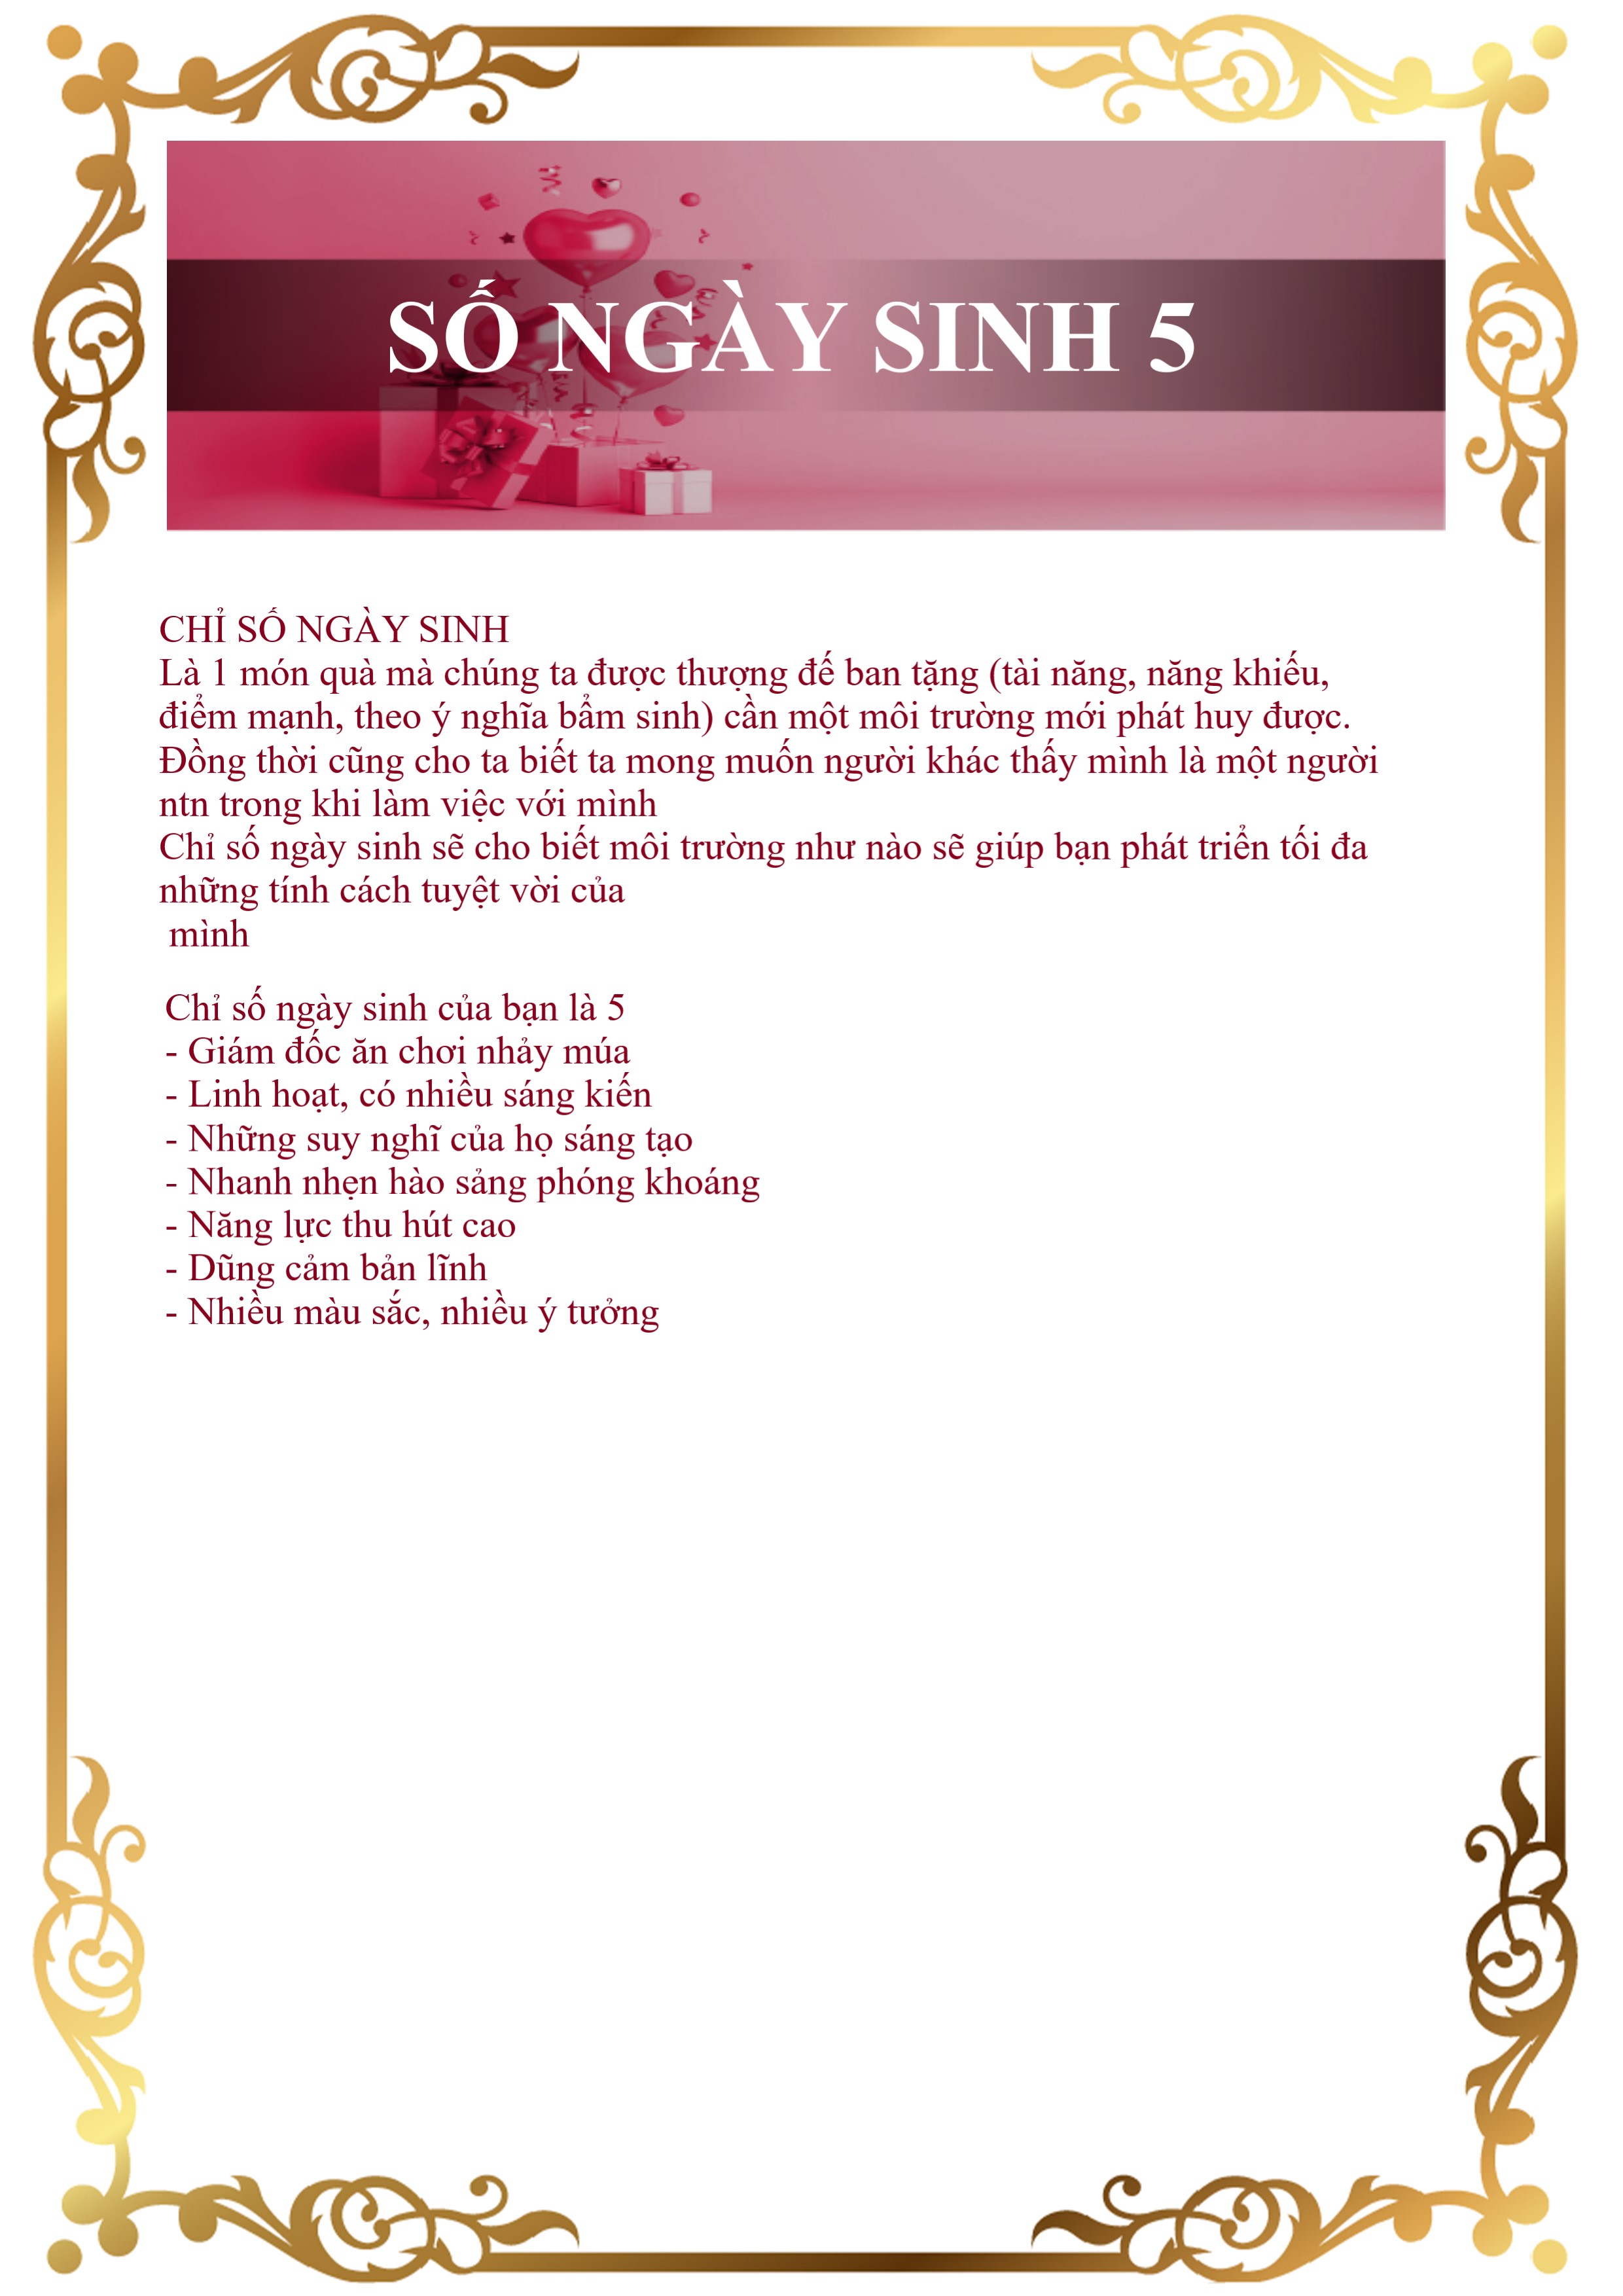 SỐ NGÀY SINH 5
CHỈ SỐ NGÀY SINH
Là 1 món quà mà chúng ta được thượng đế ban tặng (tài năng, năng khiếu,
điểm mạnh, theo ý nghĩa bẩm sinh) cần một môi trường mới phát huy được.
Đồng thời cũng cho ta biết ta mong muốn người khác thấy mình là một người
ntn trong khi làm việc với mình
Chỉ số ngày sinh sẽ cho biết môi trường như nào sẽ giúp bạn phát triển tối đa
những tính cách tuyệt vời của
mình
Chỉ số ngày sinh của bạn là 5
- Giám đốc ăn chơi nhảy múa
- Linh hoạt, có nhiều sáng kiến
- Những suy nghĩ của họ sáng tạo
- Nhanh nhẹn hào sảng phóng khoáng
- Năng lực thu hút cao
- Dũng cảm bản lĩnh
- Nhiều màu sắc, nhiều ý tưởng